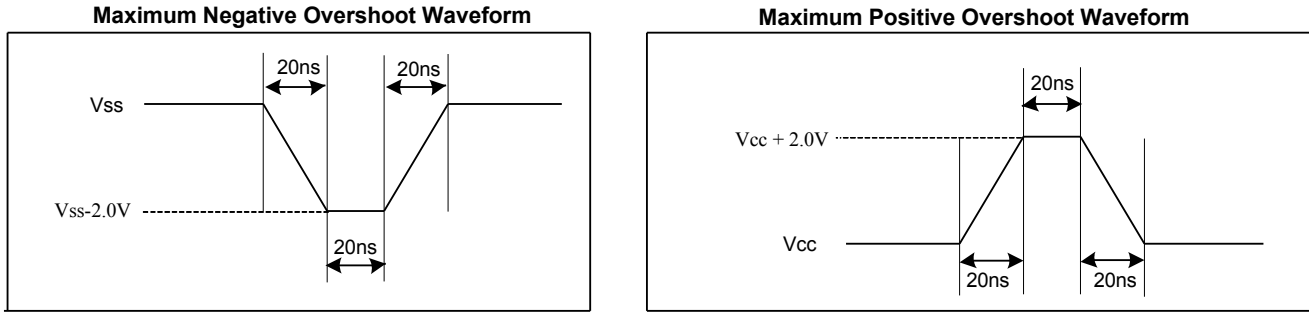 Maximum Negative Overshoot Waveform
20ns
20ns
Vss
Vss-2.0V
20ns
Maximum Positive Overshoot Waveform
20ns
Vcc + 2.0V
Vcc
20ns
20ns